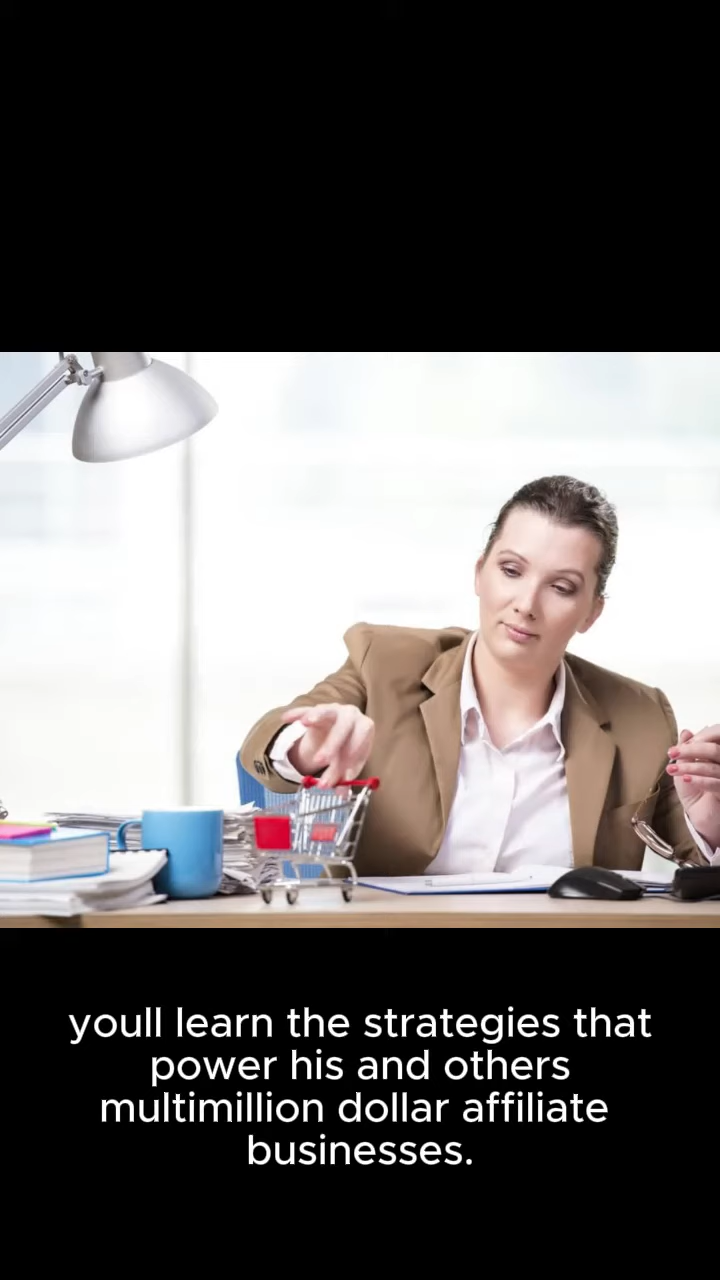 youll learn the strategies that
power his and others
multimillion dollar affiliate
businesses.